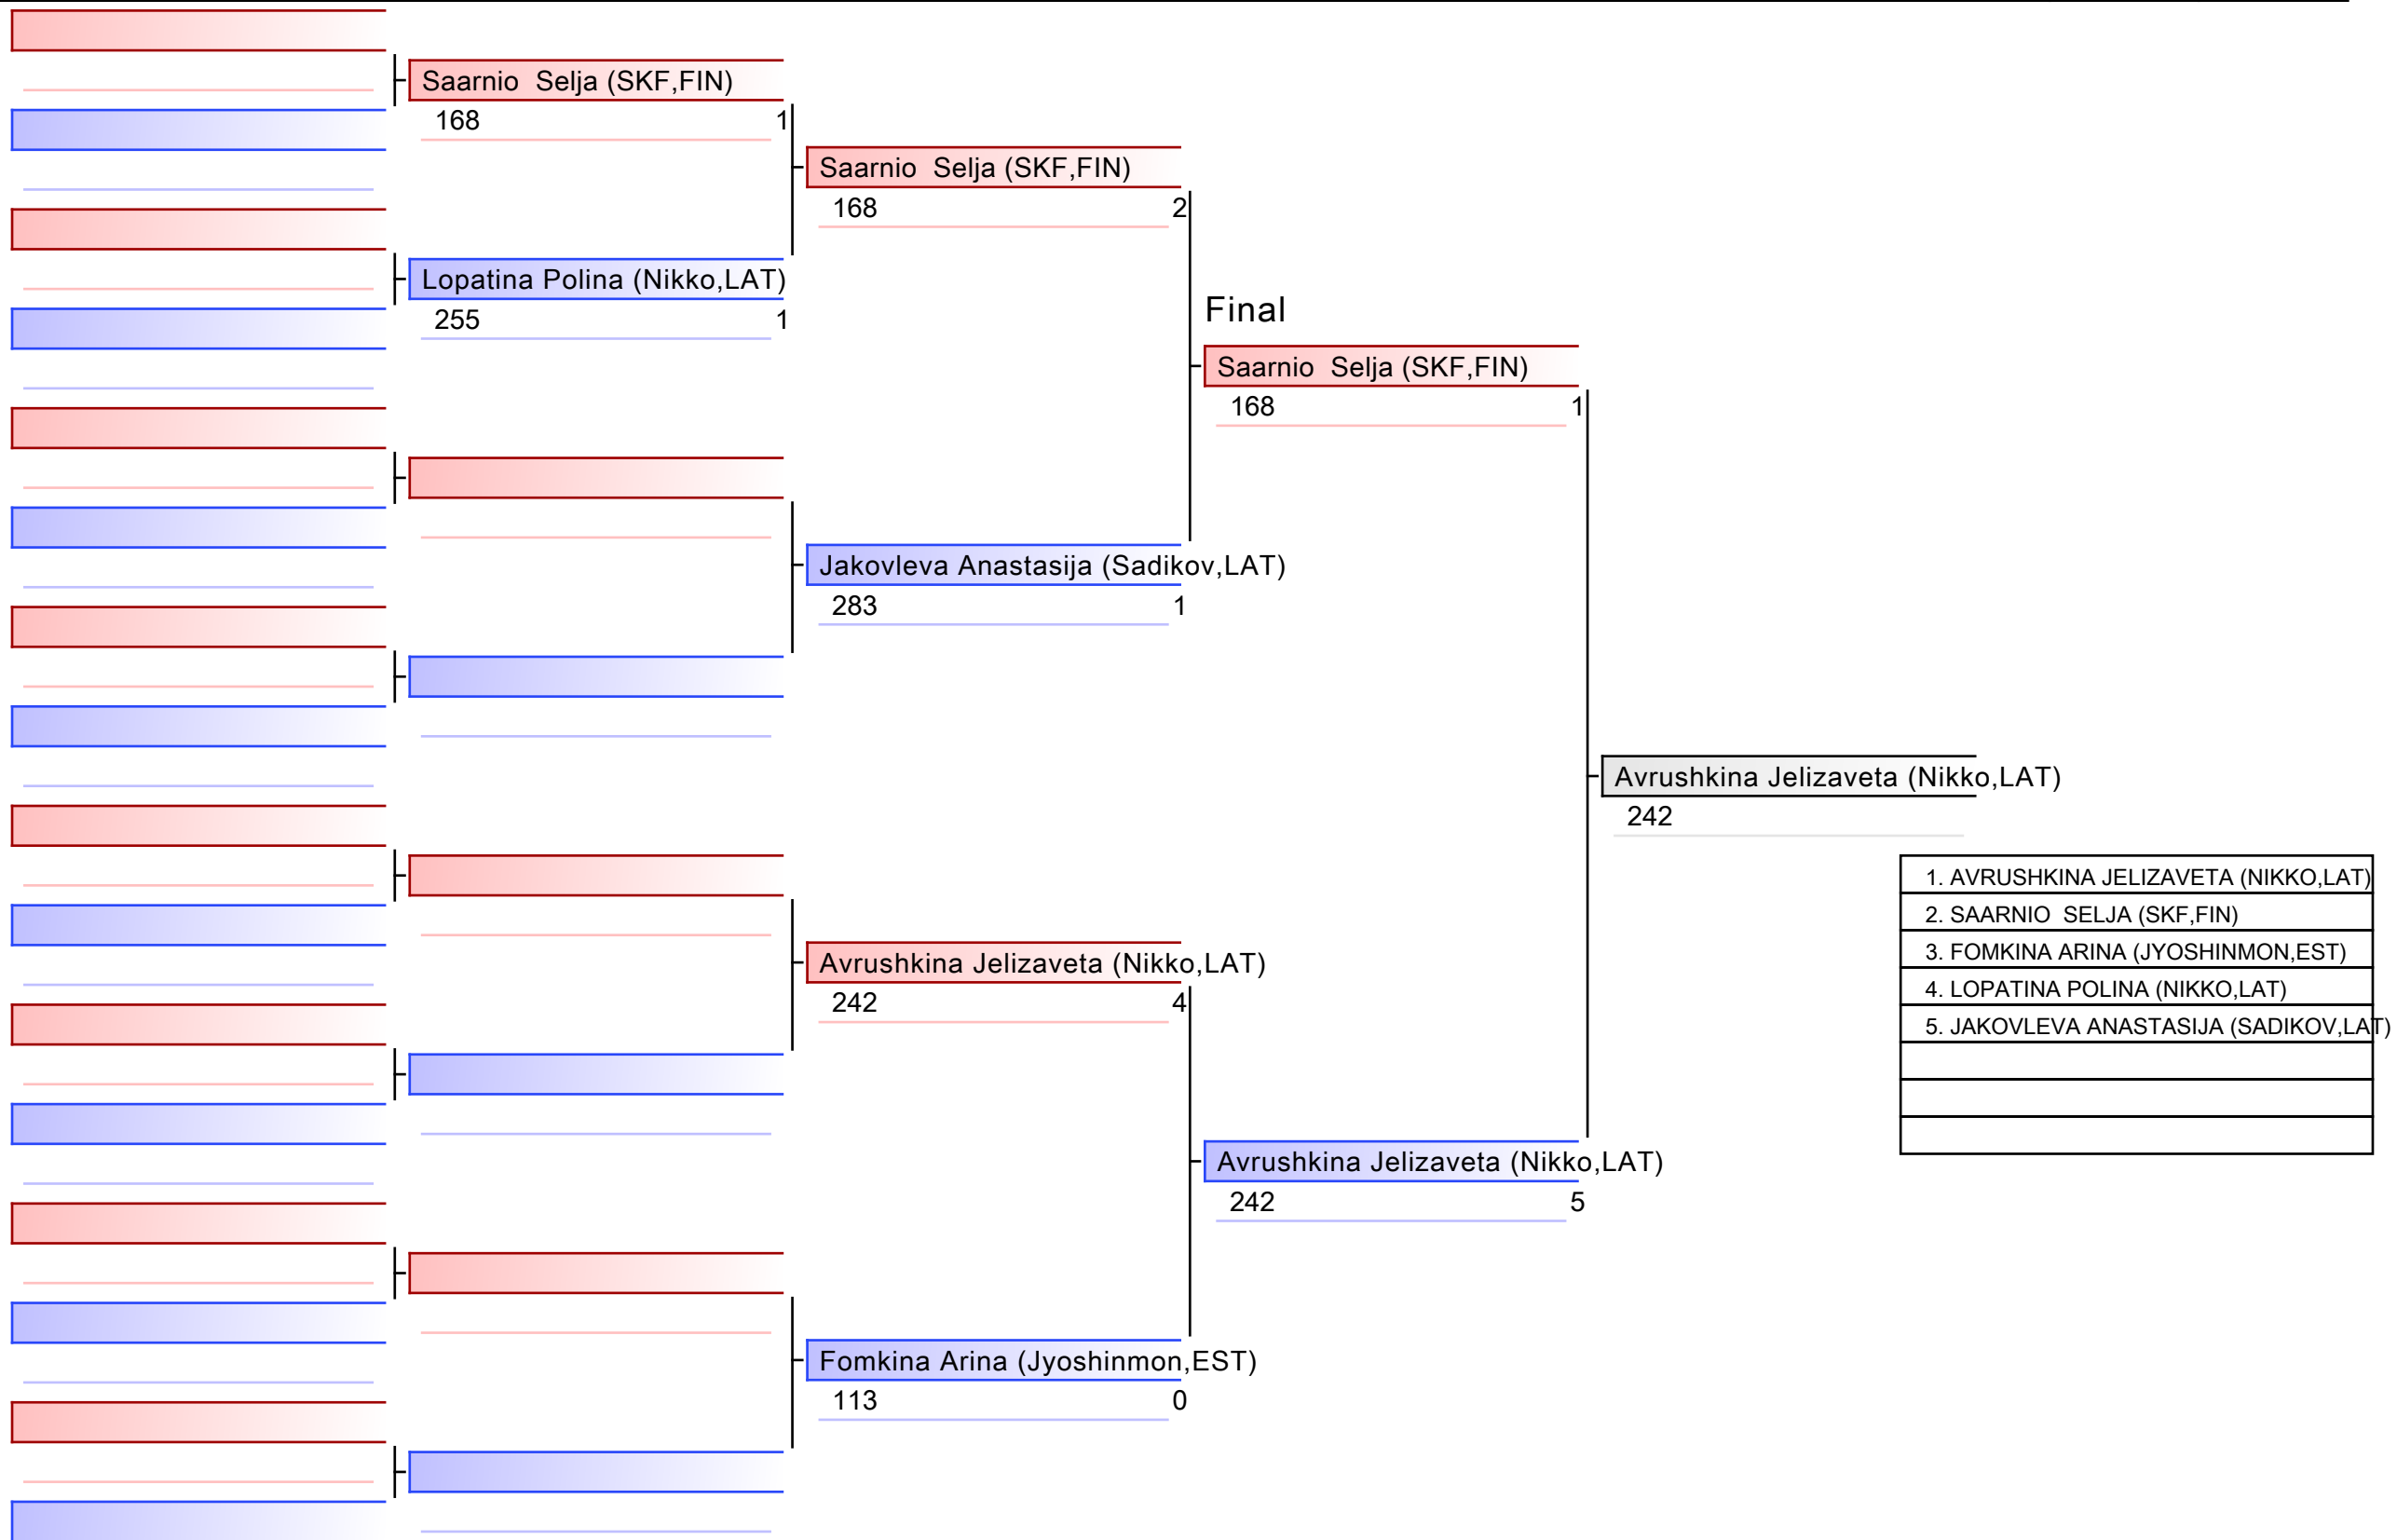 Saarnio  Selja (SKF,FIN)
168 1
Lopatina Polina (Nikko,LAT)
255 1
Saarnio  Selja (SKF,FIN)
168 2
Jakovleva Anastasija (Sadikov,LAT)
283 1
Avrushkina Jelizaveta (Nikko,LAT)
242 4
Fomkina Arina (Jyoshinmon,EST)
113 0
Final
Saarnio  Selja (SKF,FIN)
168 1
Avrushkina Jelizaveta (Nikko,LAT)
242 5
Avrushkina Jelizaveta (Nikko,LAT)
242
1. AVRUSHKINA JELIZAVETA (NIKKO,LAT)
2. SAARNIO  SELJA (SKF,FIN)
3. FOMKINA ARINA (JYOSHINMON,EST)
4. LOPATINA POLINA (NIKKO,LAT)
5. JAKOVLEVA ANASTASIJA (SADIKOV,LAT)